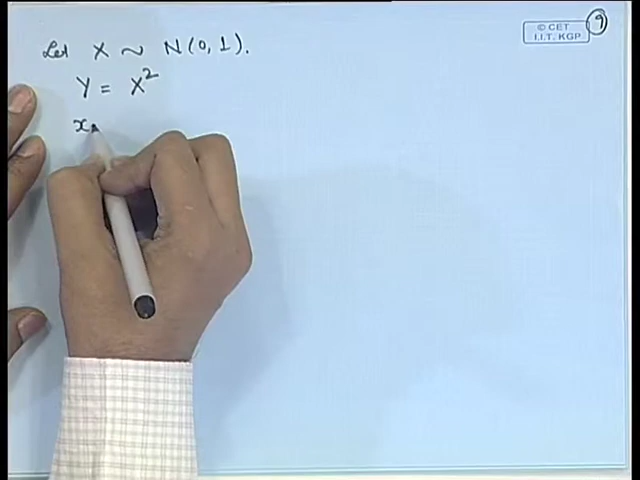 Let X ~ N(0, 1).
Y = X²
x
© CET
I.I.T. KGP
9